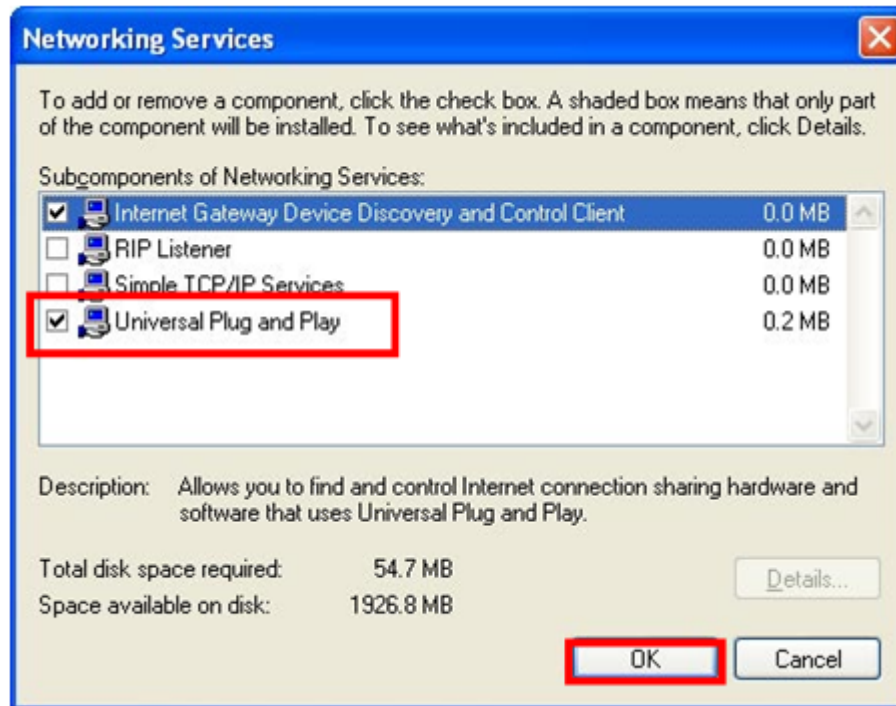 Networking Services
To add or remove a component, click the check box. A shaded box means that only part
of the component will be installed. To see what's included in a component, click Details.
Subcomponents of Networking Services:
Internet Gateway Device Discovery and Control Client 0.0 MB
RIP Listener 0.0 MB
Simple TCP/IP Services 0.0 MB
Universal Plug and Play 0.2 MB
Description: Allows you to find and control Internet connection sharing hardware and
software that uses Universal Plug and Play.
Total disk space required: 54.7 MB
Details...
Space available on disk: 1926.8 MB
OK Cancel